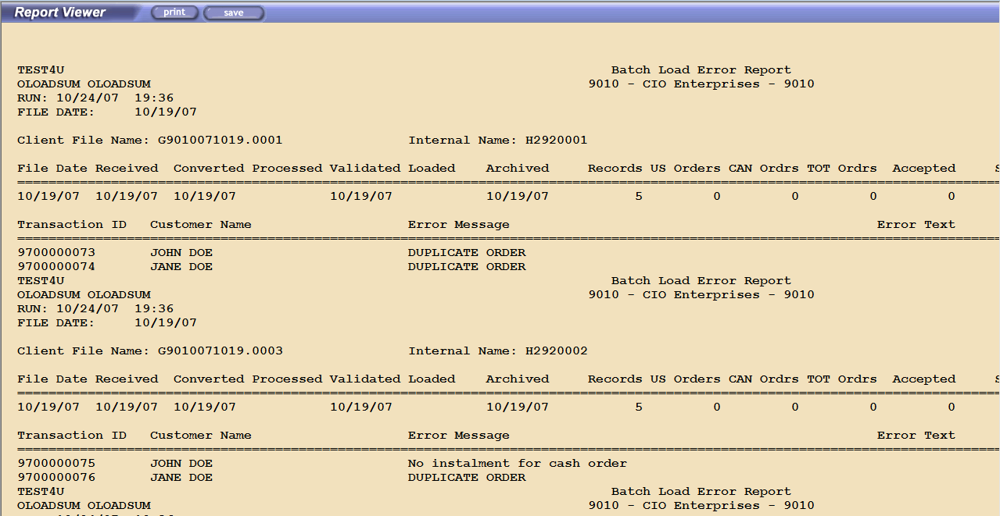 Report Viewer print save
TEST4U Batch Load Error Report
OLOADSUM OLOADSUM 9010 - CIO Enterprises - 9010
RUN: 10/24/07 19:36
FILE DATE: 10/19/07
Client File Name: G9010071019.0001 Internal Name: H2920001
File Date Received Converted Processed Validated Loaded Archived Records US Orders CAN Ordrs TOT Ordrs Accepted
==========
10/19/07 10/19/07 10/19/07 10/19/07 10/19/07 5 0 0 0 0
Transaction ID Customer Name Error Message Error Text
==========
9700000073 JOHN DOE DUPLICATE ORDER
9700000074 JANE DOE DUPLICATE ORDER
TEST4U Batch Load Error Report
OLOADSUM OLOADSUM 9010 - CIO Enterprises - 9010
RUN: 10/24/07 19:36
FILE DATE: 10/19/07
Client File Name: G9010071019.0003 Internal Name: H2920002
File Date Received Converted Processed Validated Loaded Archived Records US Orders CAN Ordrs TOT Ordrs Accepted
==========
10/19/07 10/19/07 10/19/07 10/19/07 10/19/07 5 0 0 0 0
Transaction ID Customer Name Error Message Error Text
==========
9700000075 JOHN DOE No instalment for cash order
9700000076 JANE DOE DUPLICATE ORDER
TEST4U Batch Load Error Report
OLOADSUM OLOADSUM 9010 - CIO Enterprises - 9010